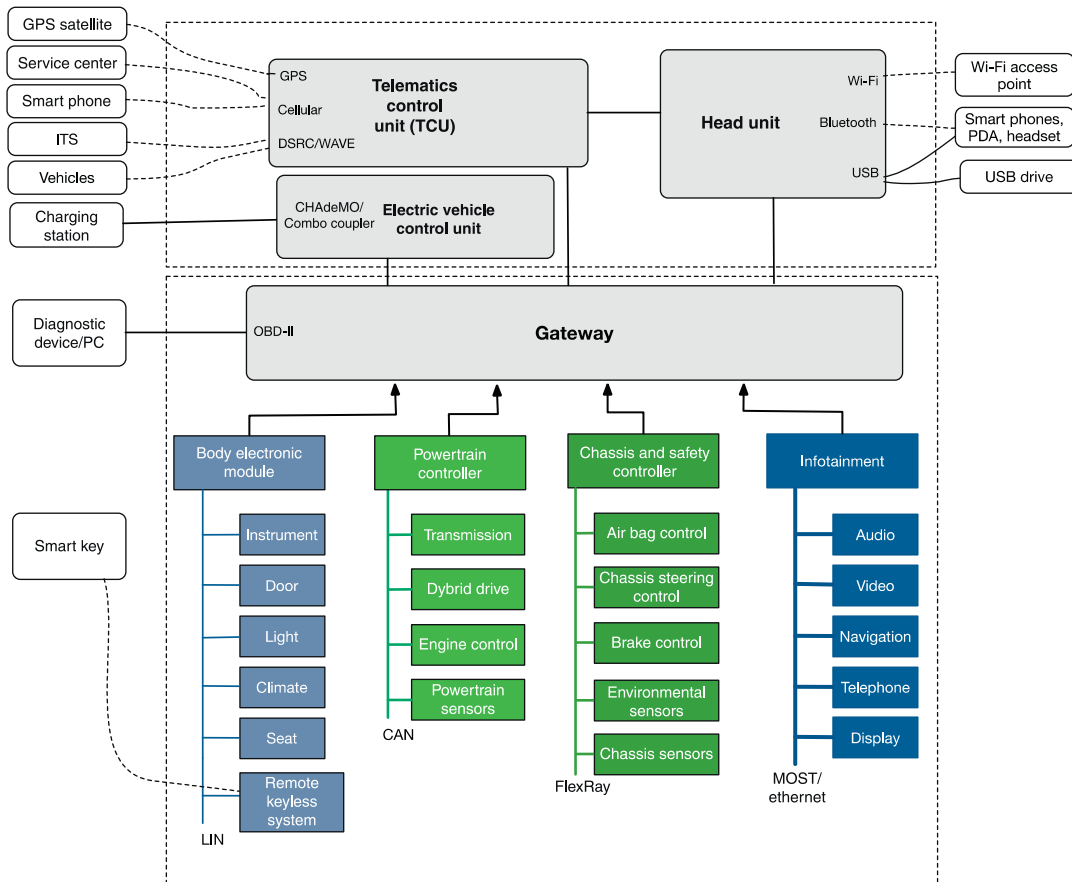 GPS satellite
Service center
Smart phone
ITS
Vehicles
Charging
station
GPS
Cellular
DSRC/WAVE
Telematics
control
unit (TCU)
Head unit
Wi-Fi
Bluetooth
USB
Wi-Fi access
point
Smart phones,
PDA, headset
USB drive
CHAdeMO/
Combo coupler
Electric vehicle
control unit
Diagnostic
device/PC
OBD-II
Gateway
Body electronic
module
Instrument
Door
Light
Climate
Seat
Remote
keyless
system
LIN
Smart key
Powertrain
controller
Transmission
Dybrid drive
Engine control
Powertrain
sensors
CAN
Chassis and safety
controller
Air bag control
Chassis steering
control
Brake control
Environmental
sensors
Chassis sensors
FlexRay
Infotainment
Audio
Video
Navigation
Telephone
Display
MOST/
ethernet